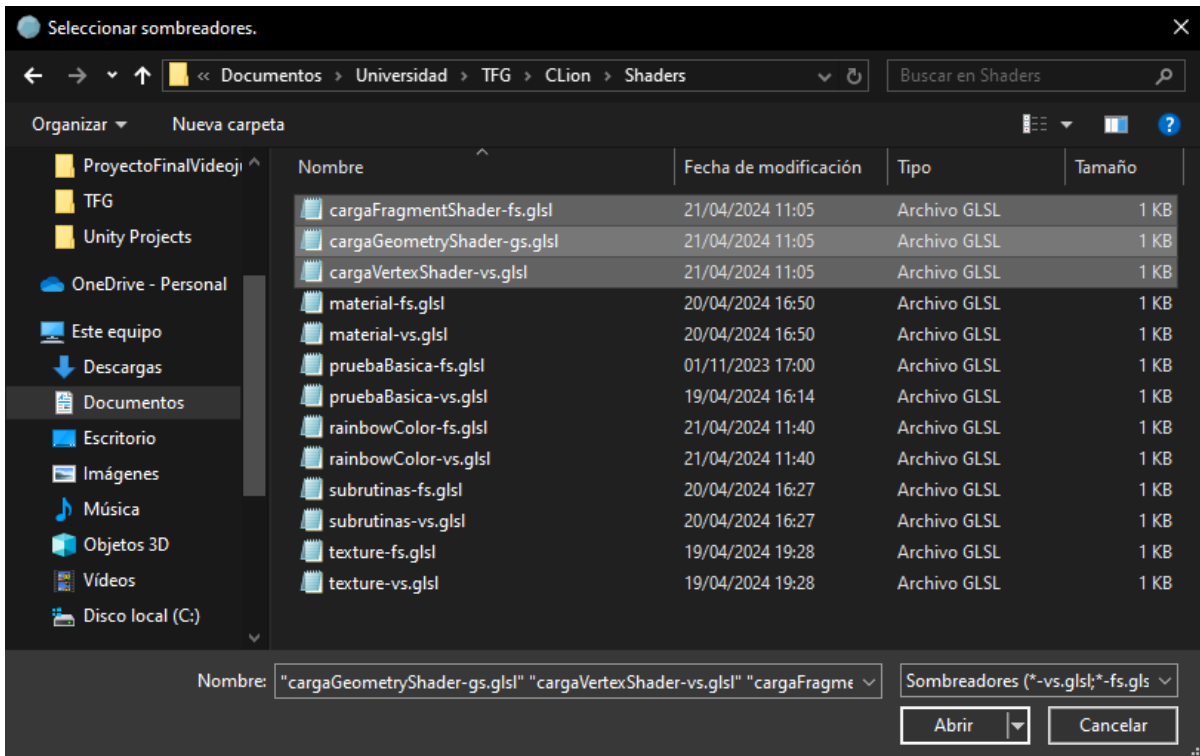 Seleccionar sombreadores.
« Documentos > Universidad > TFG > CLion > Shaders
Buscar en Shaders
Organizar
Nueva carpeta
ProyectoFinalVideoj
TFG
Unity Projects
OneDrive - Personal
Este equipo
Descargas
Documentos
Escritorio
Imágenes
Música
Objetos 3D
Vídeos
Disco local (C:)
Nombre Fecha de modificación Tipo Tamaño
cargaFragmentShader-fs.glsl 21/04/2024 11:05 Archivo GLSL 1 KB
cargaGeometryShader-gs.glsl 21/04/2024 11:05 Archivo GLSL 1 KB
cargaVertexShader-vs.glsl 21/04/2024 11:05 Archivo GLSL 1 KB
material-fs.glsl 20/04/2024 16:50 Archivo GLSL 1 KB
material-vs.glsl 20/04/2024 16:50 Archivo GLSL 1 KB
pruebaBasica-fs.glsl 01/11/2023 17:00 Archivo GLSL 1 KB
pruebaBasica-vs.glsl 19/04/2024 16:14 Archivo GLSL 1 KB
rainbowColor-fs.glsl 21/04/2024 11:40 Archivo GLSL 1 KB
rainbowColor-vs.glsl 21/04/2024 11:40 Archivo GLSL 1 KB
subrutinas-fs.glsl 20/04/2024 16:27 Archivo GLSL 1 KB
subrutinas-vs.glsl 20/04/2024 16:27 Archivo GLSL 1 KB
texture-fs.glsl 19/04/2024 19:28 Archivo GLSL 1 KB
texture-vs.glsl 19/04/2024 19:28 Archivo GLSL 1 KB
Nombre: "cargaGeometryShader-gs.glsl" "cargaVertexShader-vs.glsl" "cargaFragme
Sombreadores (*-vs.glsl;*-fs.gls
Abrir
Cancelar